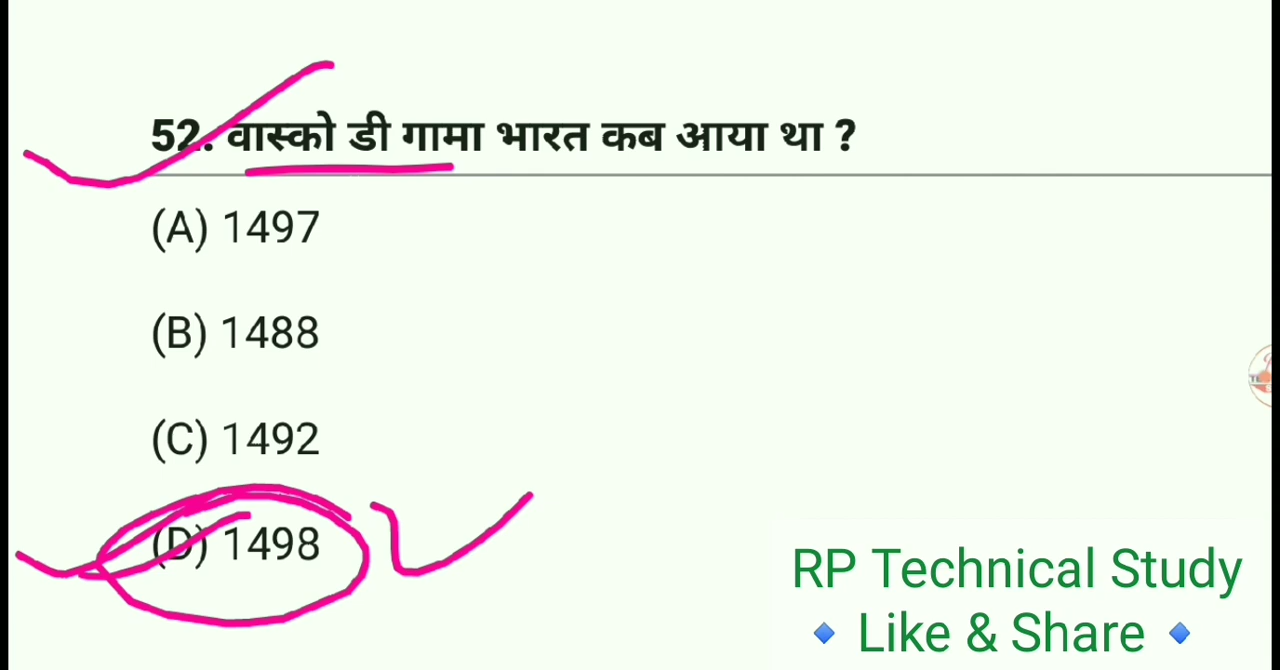 52. वास्को डी गामा भारत कब आया था ?
(A) 1497
(B) 1488
(C) 1492
(D) 1498
RP Technical Study
🔹 Like & Share 🔹